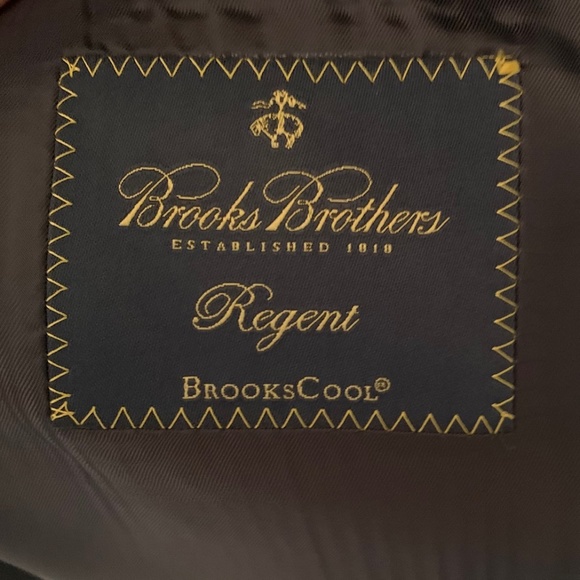 Brooks Brothers
ESTABLISHED 1818
Regent
BROOKSCOOL®